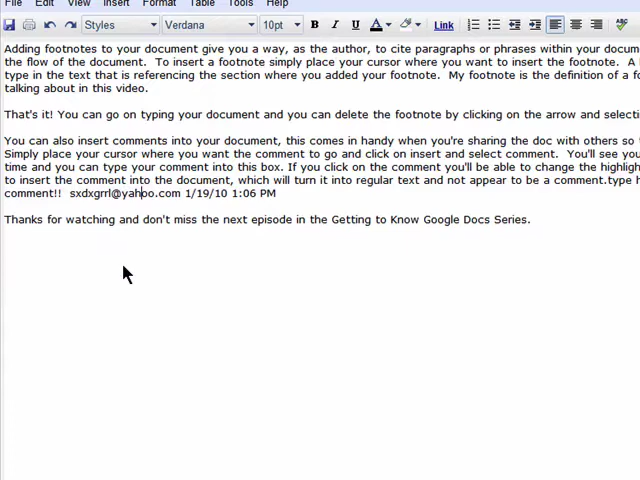 File Edit View Insert Format Table Tools Help
Styles Verdana 10pt B I U A Link
Adding footnotes to your document give you a way, as the author, to cite paragraphs or phrases within your
the flow of the document. To insert a footnote simply place your cursor where you want to insert the footnote. A
type in the text that is referencing the section where you added your footnote. My footnote is the definition of a
talking about in this video.
That's it! You can go on typing your document and you can delete the footnote by clicking on the arrow and
You can also insert comments into your document, this comes in handy when you're sharing the doc with others so
Simply place your cursor where you want the comment to go and click on insert and select comment. You'll see
time and you can type your comment into this box. If you click on the comment you'll be able to change the
to insert the comment into the document, which will turn it into regular text and not appear to be a comment.type
comment!! sxdxgrrl@yahoo.com 1/19/10 1:06 PM
Thanks for watching and don't miss the next episode in the Getting to Know Google Docs Series.